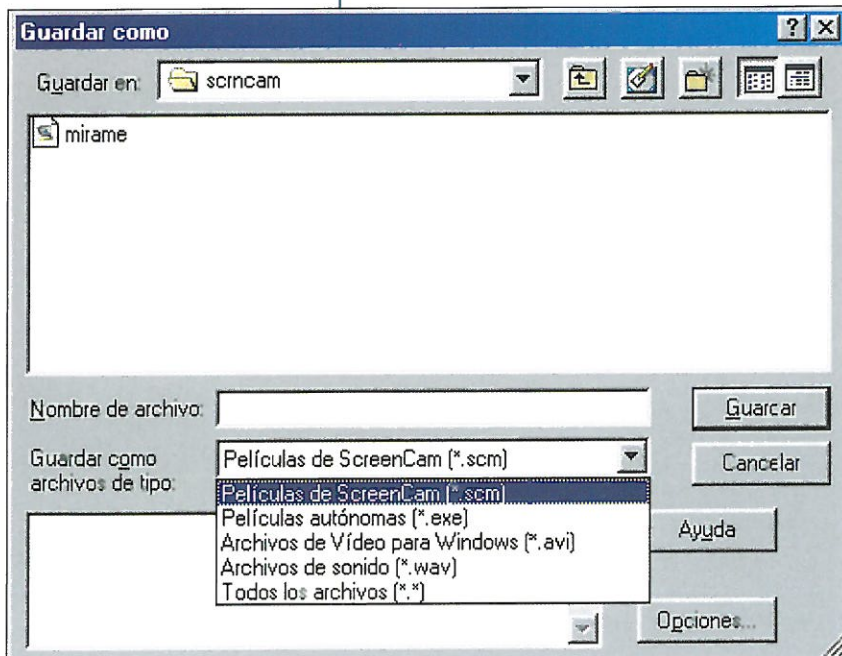 Guardar como
Guardar en: scrncam
mirame
Nombre de archivo:
Guarcar
Guardar como
archivos de tipo:
Películas de ScreenCam (*.scm)
Cancelar
Películas de ScreenCam (*.scm)
Películas autónomas (*.exe)
Archivos de Vídeo para Windows (*.avi)
Archivos de sonido (*.wav)
Todos los archivos (*.*)
Ayuda
Opciones...